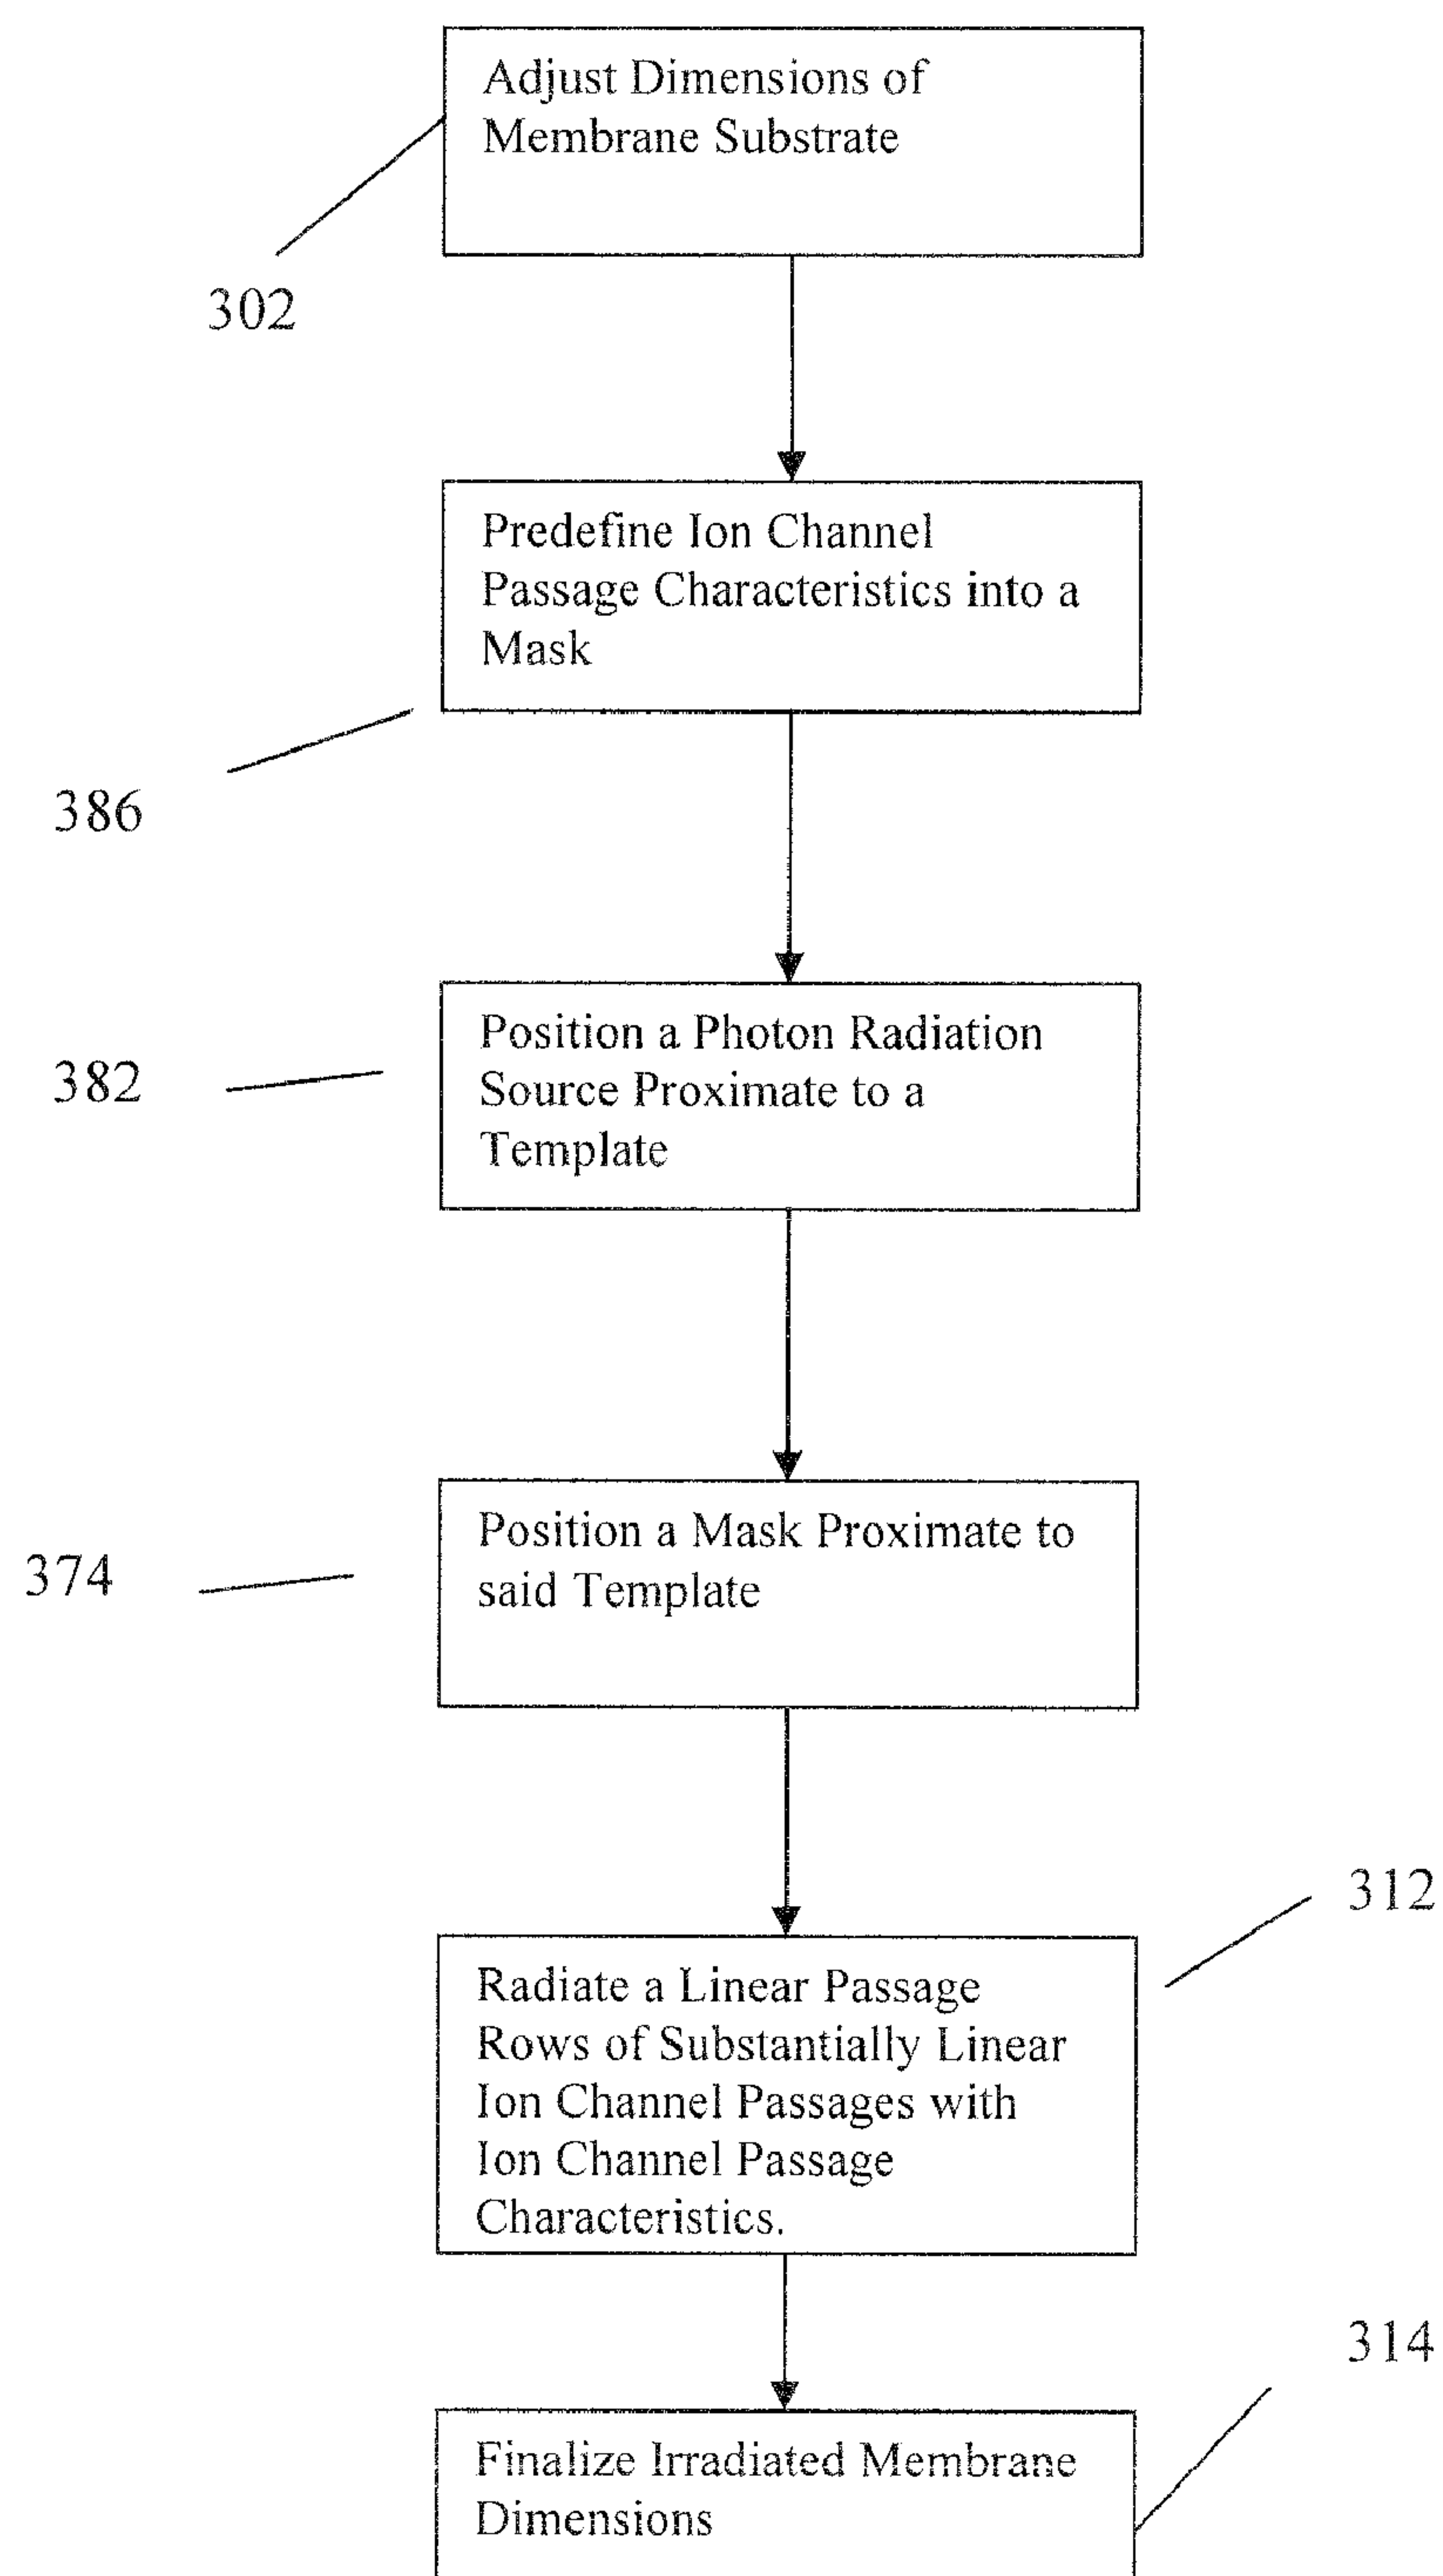 Adjust Dimensions of
Membrane Substrate
302
Predefine Ion Channel
Passage Characteristics into a
Mask
386
Position a Photon Radiation
Source Proximate to a
Template
382
Position a Mask Proximate to
said Template
374
312
Radiate a Linear Passage
Rows of Substantially Linear
Ion Channel Passages with
Ion Channel Passage
Characteristics.
314
Finalize Irradiated Membrane
Dimensions